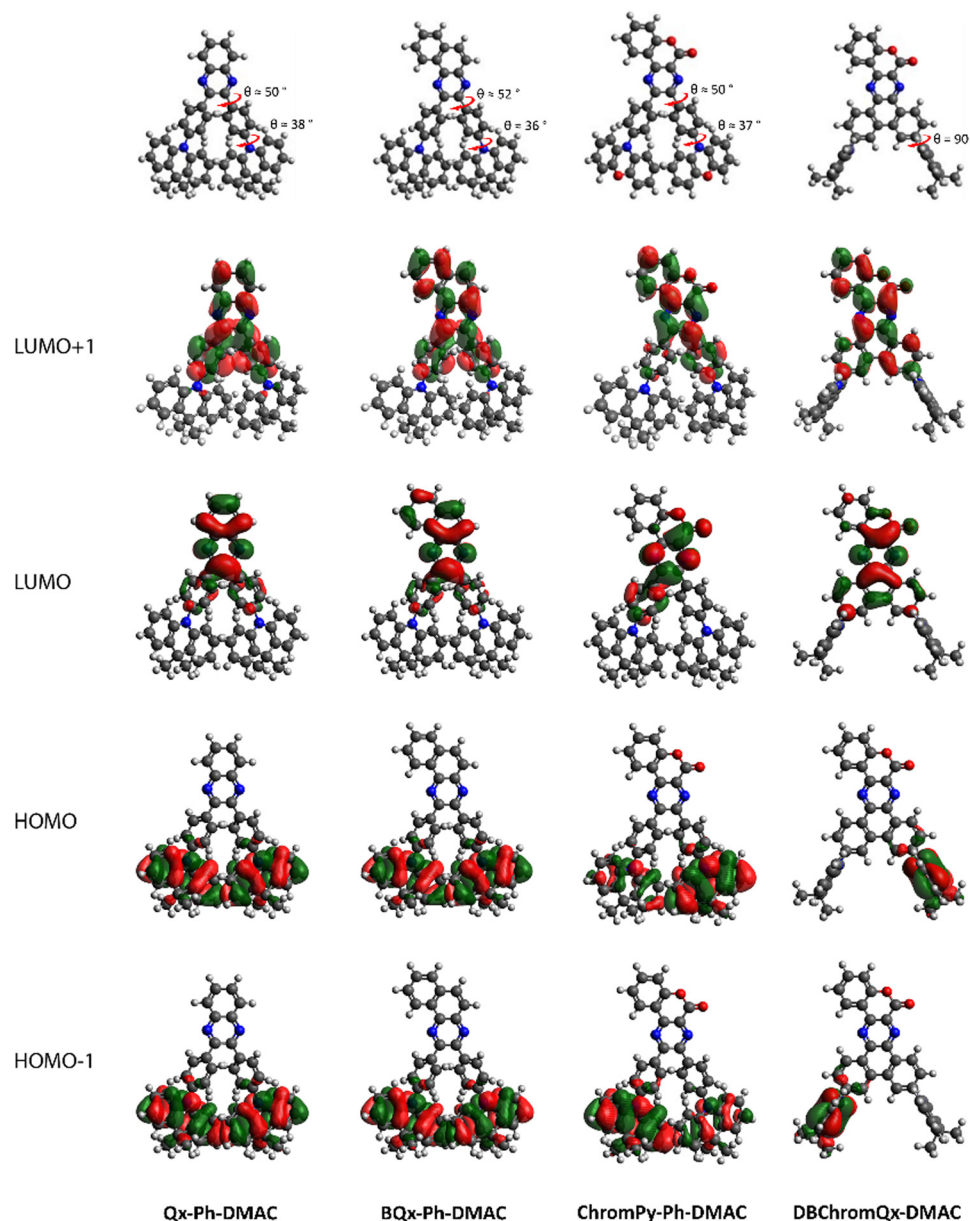 θ ≈ 50 °
θ ≈ 38 °
θ ≈ 52 °
θ ≈ 36 °
θ ≈ 50 °
θ ≈ 37 °
θ = 90
LUMO+1
LUMO
HOMO
HOMO-1
Qx-Ph-DMAC BQx-Ph-DMAC ChromPy-Ph-DMAC DBChromQx-DMAC